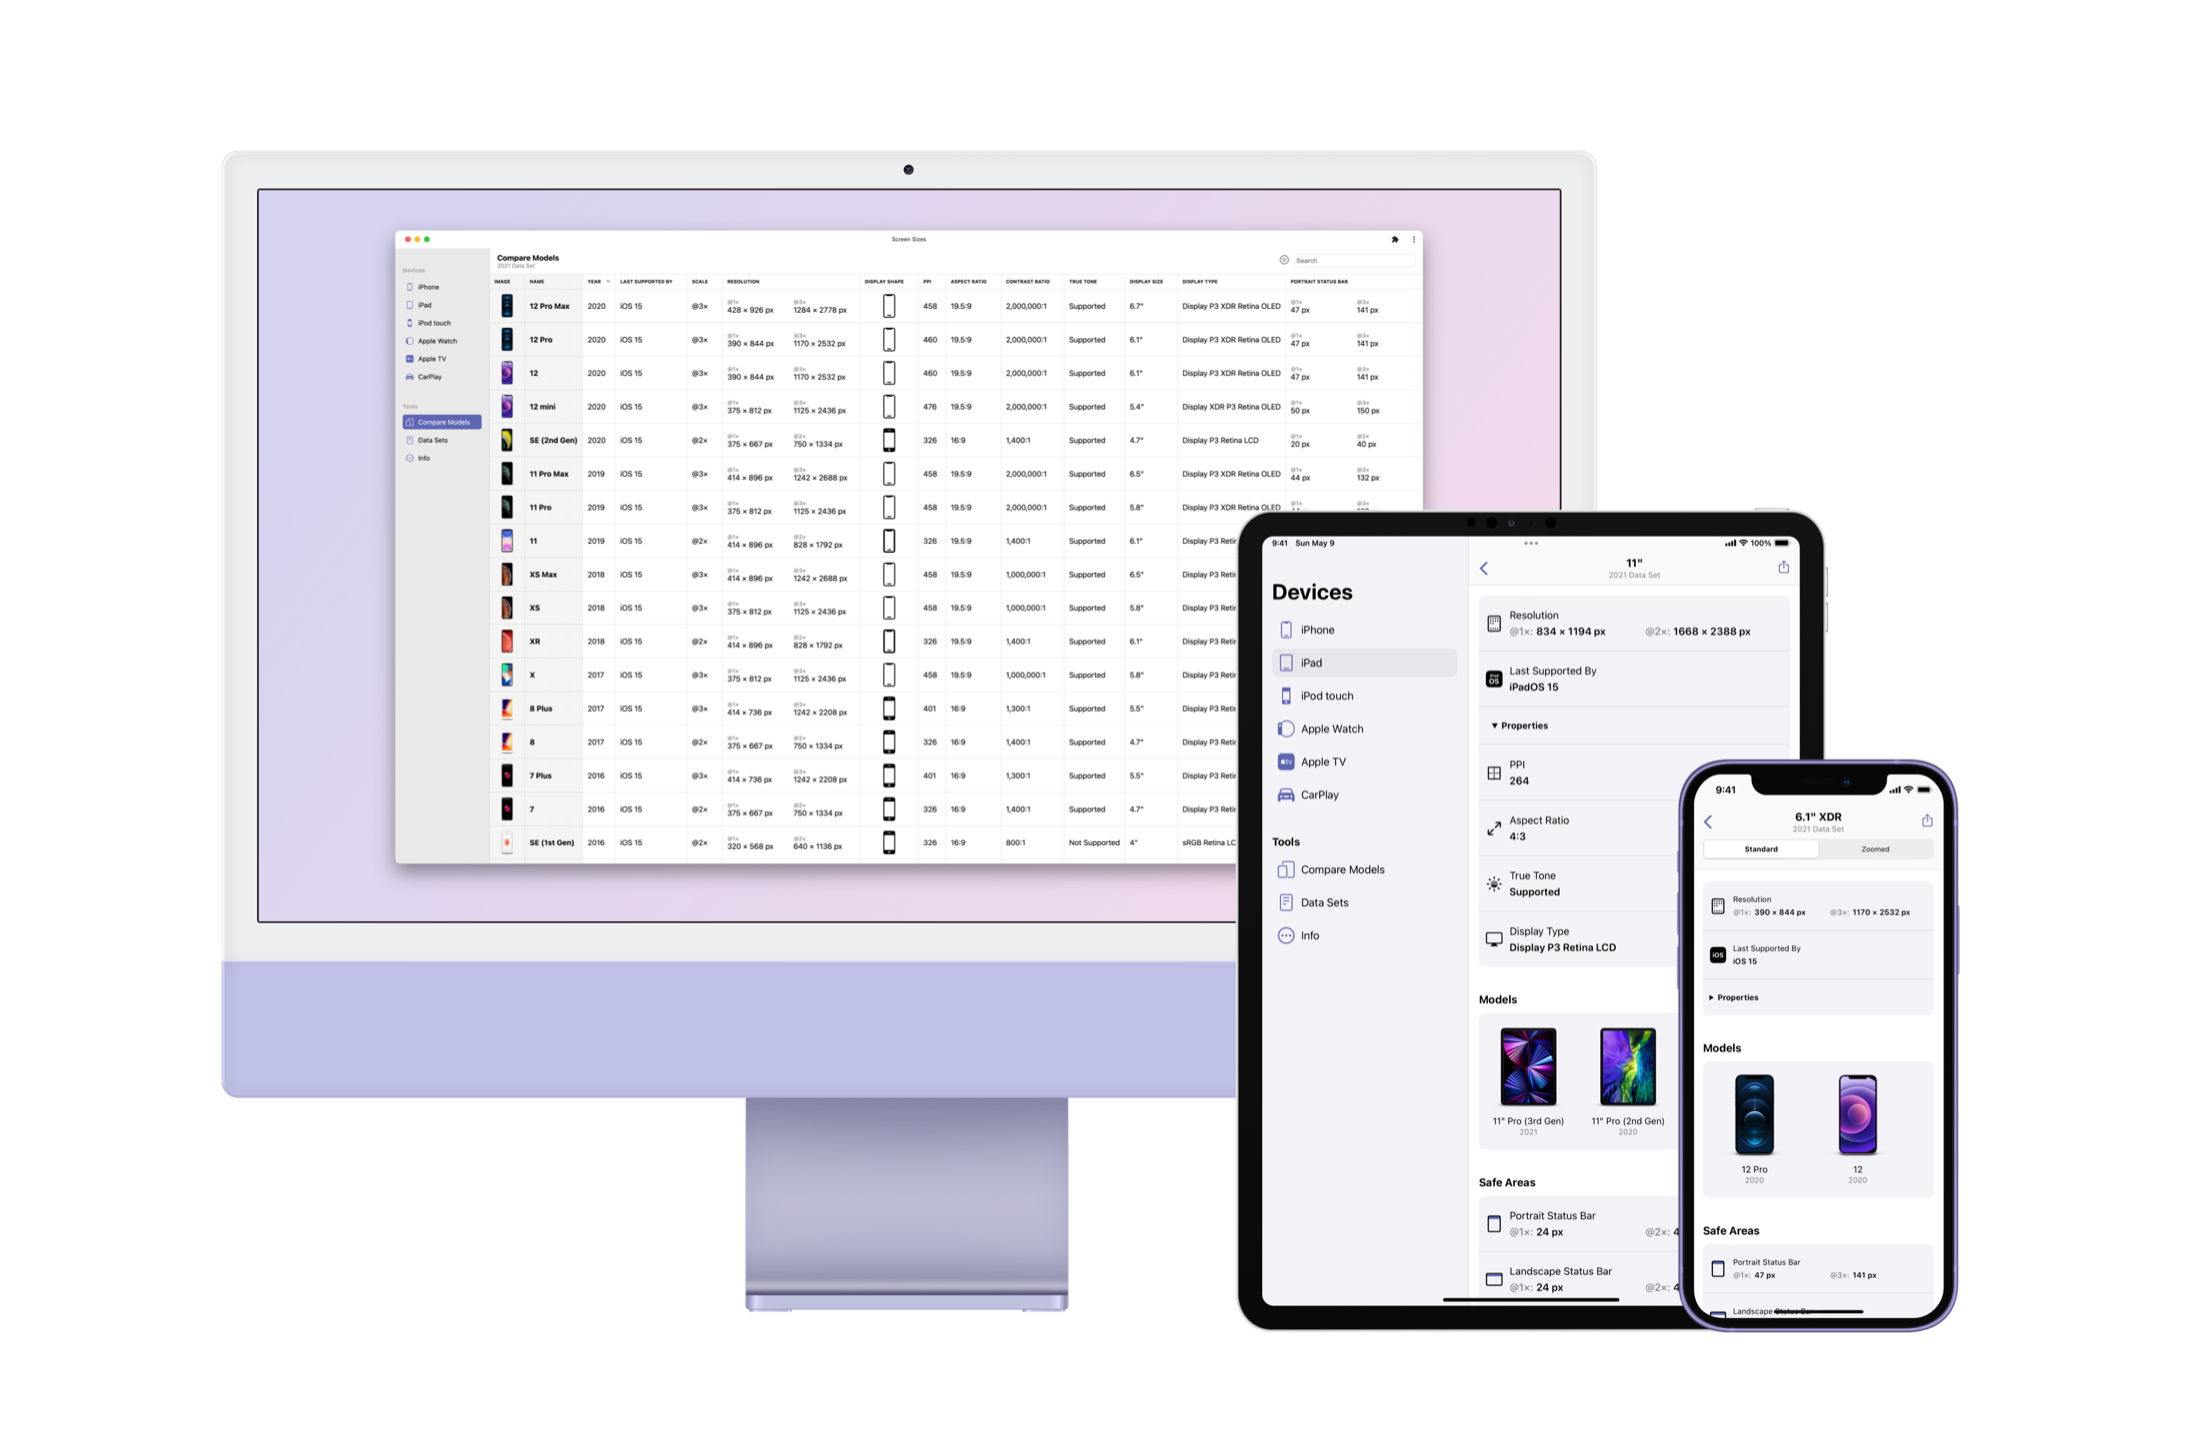 Screen Sizes
Devices
iPhone
iPad
iPod touch
Apple Watch
Apple TV
CarPlay
Tools
Compare Models
Data Sets
Info
Compare Models
2021 Data Set
Search
IMAGE NAME YEAR LAST SUPPORTED BY SCALE RESOLUTION DISPLAY SHAPE PPI ASPECT RATIO CONTRAST RATIO TRUE TONE DISPLAY SIZE DISPLAY TYPE PORTRAIT STATUS BAR
@1× @3× @1× @3×
12 Pro Max 2020 iOS 15 @3× 428 × 926 px 1284 × 2778 px 458 19.5:9 2,000,000:1 Supported 6.7" Display P3 XDR Retina OLED 47 px 141 px
@1× @3× @1× @3×
12 Pro 2020 iOS 15 @3× 390 × 844 px 1170 × 2532 px 460 19.5:9 2,000,000:1 Supported 6.1" Display P3 XDR Retina OLED 47 px 141 px
@1× @3× @1× @3×
12 2020 iOS 15 @3× 390 × 844 px 1170 × 2532 px 460 19.5:9 2,000,000:1 Supported 6.1" Display P3 XDR Retina OLED 47 px 141 px
@1× @3× @1× @3×
12 mini 2020 iOS 15 @3× 375 × 812 px 1125 × 2436 px 476 19.5:9 2,000,000:1 Supported 5.4" Display XDR P3 Retina OLED 50 px 150 px
@1× @2× @1× @2×
SE (2nd Gen) 2020 iOS 15 @2× 375 × 667 px 750 × 1334 px 326 16:9 1,400:1 Supported 4.7" Display P3 Retina LCD 20 px 40 px
@1× @3× @1× @3×
11 Pro Max 2019 iOS 15 @3× 414 × 896 px 1242 × 2688 px 458 19.5:9 2,000,000:1 Supported 6.5" Display P3 XDR Retina OLED 44 px 132 px
@1× @3× @1× @3×
11 Pro 2019 iOS 15 @3× 375 × 812 px 1125 × 2436 px 458 19.5:9 2,000,000:1 Supported 5.8" Display P3 XDR Retina OLED
@1× @2×
11 2019 iOS 15 @2× 414 × 896 px 828 × 1792 px 326 19.5:9 1,400:1 Supported 6.1" Display P3
@1× @3×
XS Max 2018 iOS 15 @3× 414 × 896 px 1242 × 2688 px 458 19.5:9 1,000,000:1 Supported 6.5" Display P3
@1× @3×
XS 2018 iOS 15 @3× 375 × 812 px 1125 × 2436 px 458 19.5:9 1,000,000:1 Supported 5.8" Display P3
@1× @2×
XR 2018 iOS 15 @2× 414 × 896 px 828 × 1792 px 326 19.5:9 1,400:1 Supported 6.1" Display P3
@1× @3×
X 2017 iOS 15 @3× 375 × 812 px 1125 × 2436 px 458 19.5:9 1,000,000:1 Supported 5.8" Display P3
@1× @3×
8 Plus 2017 iOS 15 @3× 414 × 736 px 1242 × 2208 px 401 16:9 1,300:1 Supported 5.5" Display P3
@1× @2×
8 2017 iOS 15 @2× 375 × 667 px 750 × 1334 px 326 16:9 1,400:1 Supported 4.7" Display P3
@1× @3×
7 Plus 2016 iOS 15 @3× 414 × 736 px 1242 × 2208 px 401 16:9 1,300:1 Supported 5.5" Display P3
@1× @2×
7 2016 iOS 15 @2× 375 × 667 px 750 × 1334 px 326 16:9 1,400:1 Supported 4.7" Display P3
@1× @2×
SE (1st Gen) 2016 iOS 15 @2× 320 × 568 px 640 × 1136 px 326 16:9 800:1 Not Supported 4" sRGB Retina
9:41 Sun May 9
100%
Devices
iPhone
iPad
iPod touch
Apple Watch
Apple TV
CarPlay
Tools
Compare Models
Data Sets
Info
11"
2021 Data Set
Resolution
@1×: 834 × 1194 px @2×: 1668 × 2388 px
Last Supported By
iPadOS 15
Properties
PPI
264
Aspect Ratio
4:3
True Tone
Supported
Display Type
Display P3 Retina LCD
Models
11" Pro (3rd Gen) 11" Pro (2nd Gen)
2021 2020
Safe Areas
Portrait Status Bar
@1×: 24 px @2×: 4
Landscape Status Bar
@1×: 24 px @2×: 4
9:41
6.1" XDR
2021 Data Set
Standard Zoomed
Resolution
@1×: 390 × 844 px @3×: 1170 × 2532 px
iOS
Last Supported By
iOS 15
Properties
Models
12 Pro 12
2020 2020
Safe Areas
Portrait Status Bar
@1×: 47 px @3×: 141 px
Landscape Status Bar